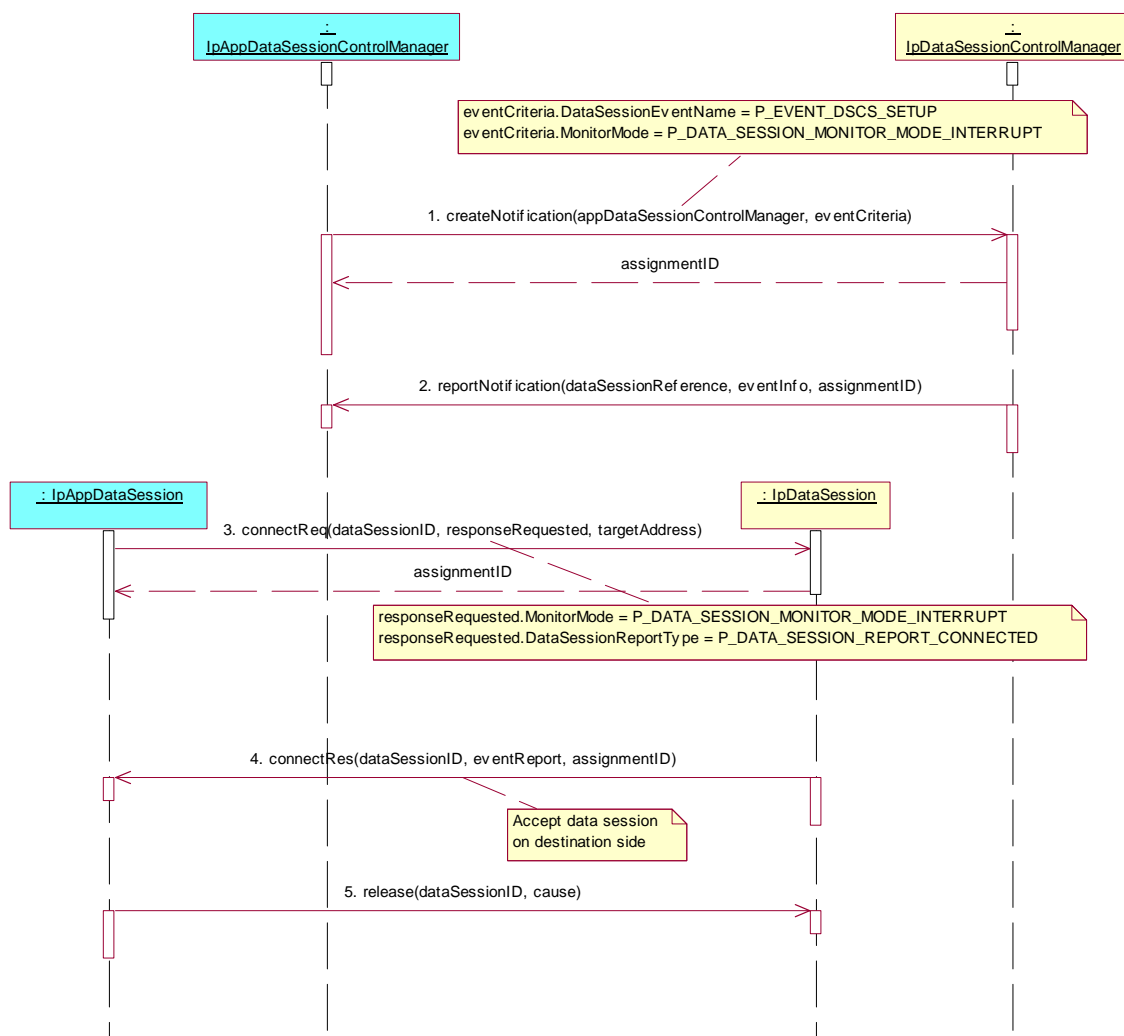 :
IpAppDataSessionControlManager
:
IpDataSessionControlManager
eventCriteria.DataSessionEventName = P_EVENT_DSCS_SETUP
eventCriteria.MonitorMode = P_DATA_SESSION_MONITOR_MODE_INTERRUPT
1. createNotification(appDataSessionControlManager, eventCriteria)
assignmentID
2. reportNotification(dataSessionReference, eventInfo, assignmentID)
: IpAppDataSession
: IpDataSession
3. connectReq(dataSessionID, responseRequested, targetAddress)
assignmentID
responseRequested.MonitorMode = P_DATA_SESSION_MONITOR_MODE_INTERRUPT
responseRequested.DataSessionReportType = P_DATA_SESSION_REPORT_CONNECTED
4. connectRes(dataSessionID, eventReport, assignmentID)
Accept data session
on destination side
5. release(dataSessionID, cause)